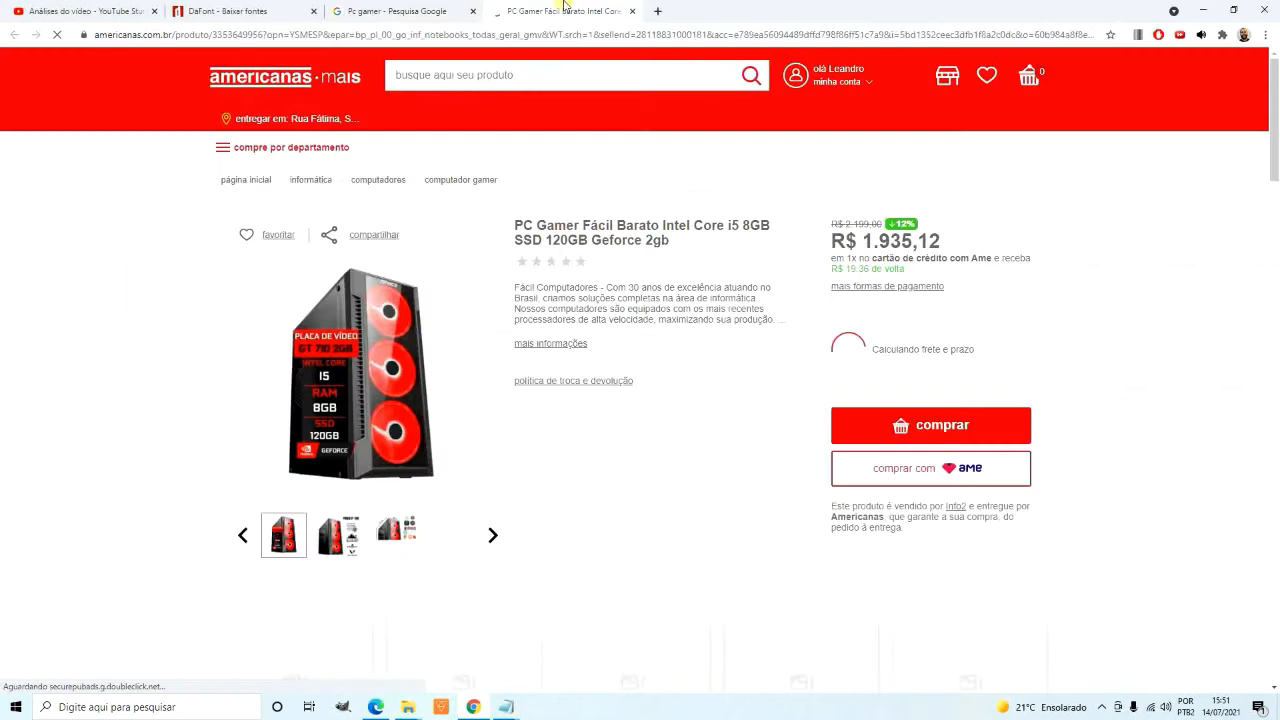 Análises do vídeo - YouTube Stu
DaFont - Baixar fontes
Pc gamer - Pesquisa Google
PC Gamer Fácil Barato Intel Core
americanas.com.br/produto/3353649956?opn=YSMESP&epar=bp_pl_00_go_inf_notebooks_todas_geral_gmv&WT.srch=1&sellerid=
americanas mais
busque aqui seu produto
olá Leandro
minha conta
0
entregar em: Rua Fátima, S...
compre por departamento
página inicial informática computadores computador gamer
favoritar
compartilhar
PC Gamer Fácil Barato Intel Core i5 8GB
SSD 120GB Geforce 2gb
Fácil Computadores - Com 30 anos de excelência atuando no
Brasil, criamos soluções completas na área de informática.
Nossos computadores são equipados com os mais recentes
processadores de alta velocidade, maximizando sua produção. ...
mais informações
política de troca e devolução
R$ 2.199,00 12%
R$ 1.935,12
em 1x no cartão de crédito com Ame e receba
R$ 19,36 de volta
mais formas de pagamento
Calculando frete e prazo
comprar
comprar com ame
Este produto é vendido por Info2 e entregue por
Americanas, que garante a sua compra, do
pedido à entrega.
PLACA DE VÍDEO
GT 710 2GB
INTEL CORE
I5
RAM
8GB
SSD
120GB
GEFORCE
Aguardando securepubads.g.doubleclick.net...
Digite aqui para pesquisar
21°C Ensolarado
POR
PTB2
15:51
14/07/2021